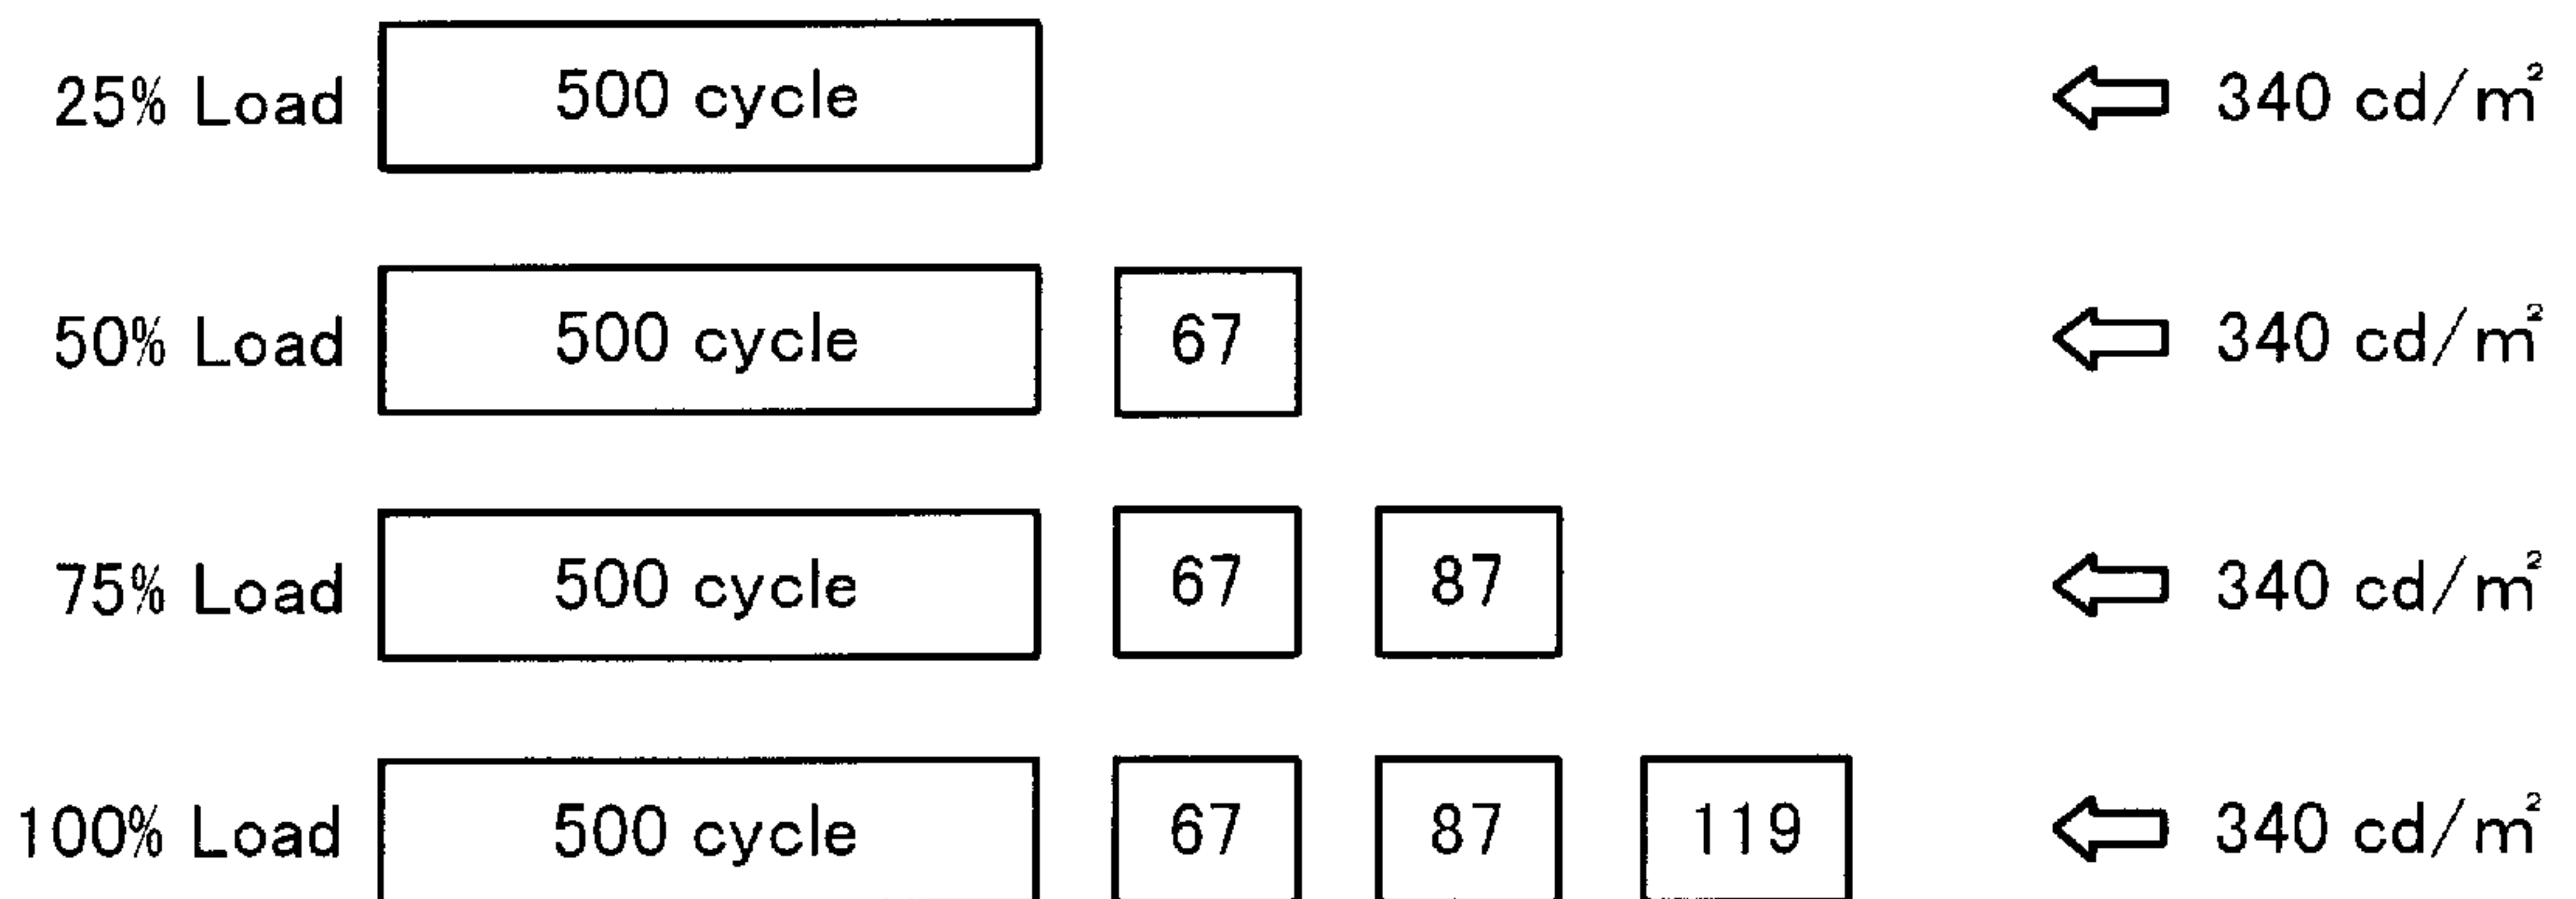 25% Load 500 cycle 340 cd/m²
50% Load 500 cycle 67 340 cd/m²
75% Load 500 cycle 67 87 340 cd/m²
100% Load 500 cycle 67 87 119 340 cd/m²